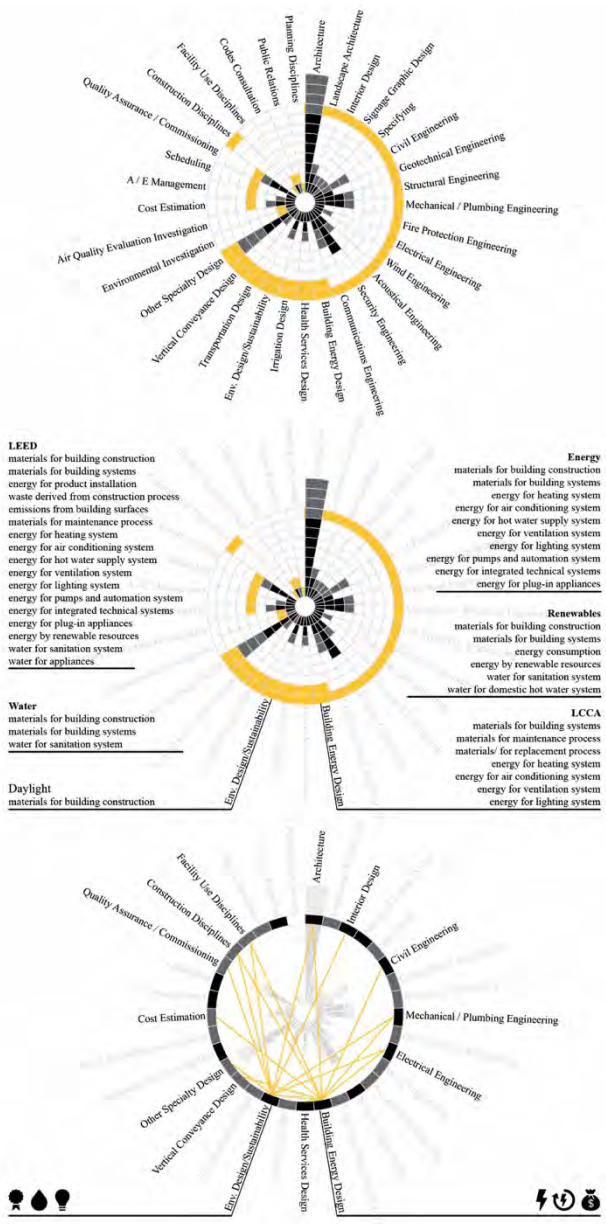 Planning Disciplines
Public Relations
Codes Consultation
Facility Use Disciplines
Construction Disciplines
Quality Assurance / Commissioning
Scheduling
A / E Management
Cost Estimation
Air Quality Evaluation Investigation
Environmental Investigation
Other Specialty Design
Vertical Conveyance Design
Transportation Design
Env. Design/Sustainability
Irrigation Design
Health Services Design
Building Energy Design
Communications Engineering
Security Engineering
Acoustical Engineering
Wind Engineering
Electrical Engineering
Fire Protection Engineering
Mechanical / Plumbing Engineering
Structural Engineering
Geotechnical Engineering
Civil Engineering
Specifying
Signage Graphic Design
Interior Design
Landscape Architecture
Architecture
LEED
materials for building construction
materials for building systems
energy for product installation
waste derived from construction process
emissions from building surfaces
materials for maintenance process
energy for heating system
energy for air conditioning system
energy for hot water supply system
energy for ventilation system
energy for lighting system
energy for pumps and automation system
energy for integrated technical systems
energy for plug-in appliances
energy by renewable resources
water for sanitation system
water for appliances
Water
materials for building construction
materials for building systems
water for sanitation system
Daylight
materials for building construction
Env. Design/Sustainability
Building Energy Design
Energy
materials for building construction
materials for building systems
energy for heating system
energy for air conditioning system
energy for hot water supply system
energy for ventilation system
energy for lighting system
energy for pumps and automation system
energy for integrated technical systems
energy for plug-in appliances
Renewables
materials for building construction
materials for building systems
energy consumption
energy by renewable resources
water for sanitation system
water for domestic hot water system
LCCA
materials for building systems
materials for maintenance process
materials/ for replacement process
energy for heating system
energy for air conditioning system
energy for ventilation system
energy for lighting system
Facility Use Disciplines
Construction Disciplines
Quality Assurance / Commissioning
Cost Estimation
Other Specialty Design
Vertical Conveyance Design
Env. Design/Sustainability
Health Services Design
Building Energy Design
Electrical Engineering
Mechanical / Plumbing Engineering
Civil Engineering
Interior Design
Architecture
$